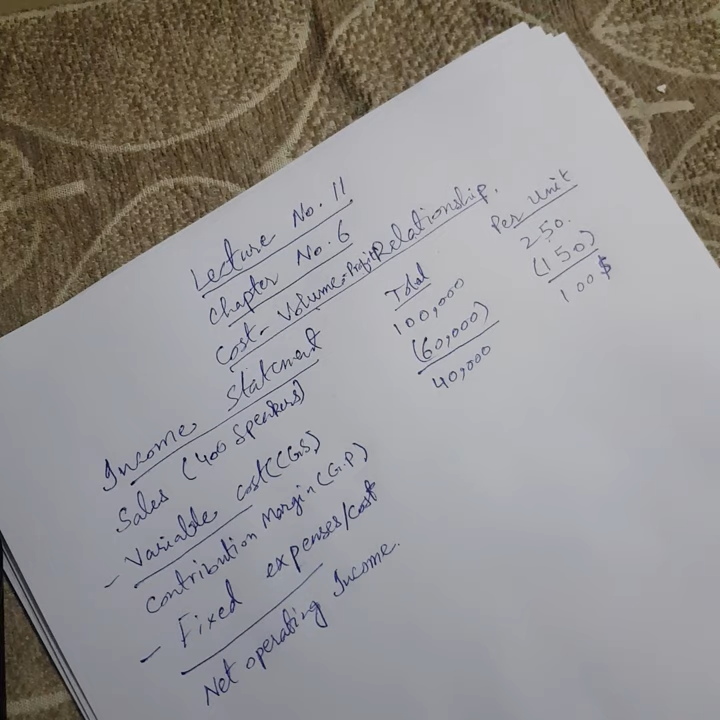 Lecture No. 11
Chapter No. 6
Cost-Volume-Profit Relationship.
Income Statement Total Per Unit
Sales (400 Speakers) 100,000 250.
- Variable cost (CGS) (60,000) (150)
Contribution Margin (G.P) 40,000 100$
- Fixed expenses/cost
Net operating Income.